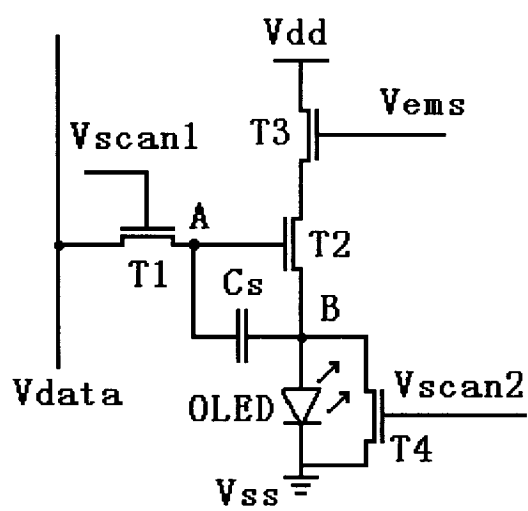 Vdd
Vems
T3
Vscan1
A
T2
T1
Cs
B
Vdata
OLED
Vscan2
T4
Vss